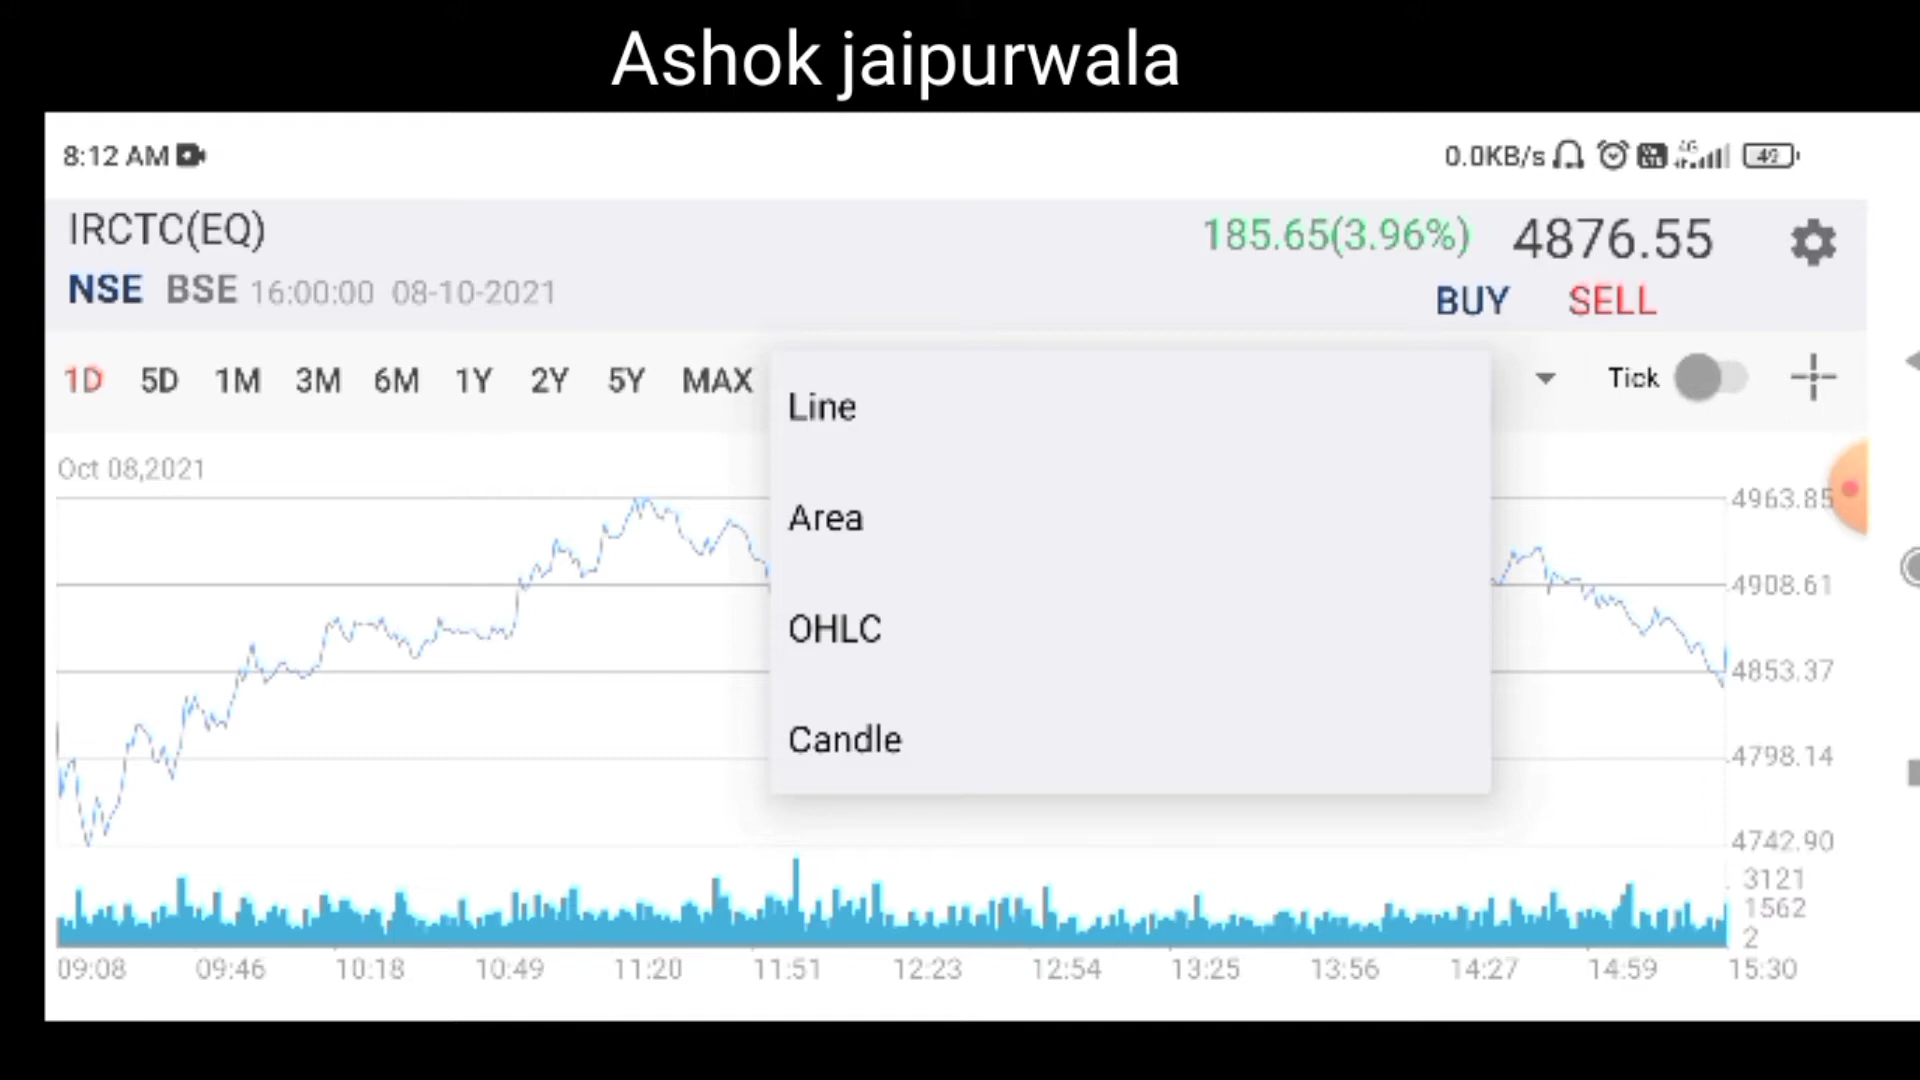 Ashok jaipurwala
8:12 AM
0.0KB/s 4G 49
IRCTC(EQ) 185.65(3.96%) 4876.55
NSE BSE 16:00:00 08-10-2021 BUY SELL
1D 5D 1M 3M 6M 1Y 2Y 5Y MAX Tick
Line
Area
OHLC
Candle
Oct 08,2021
4963.85
4908.61
4853.37
4798.14
4742.90
3121
1562
2
09:08 09:46 10:18 10:49 11:20 11:51 12:23 12:54 13:25 13:56 14:27 14:59 15:30